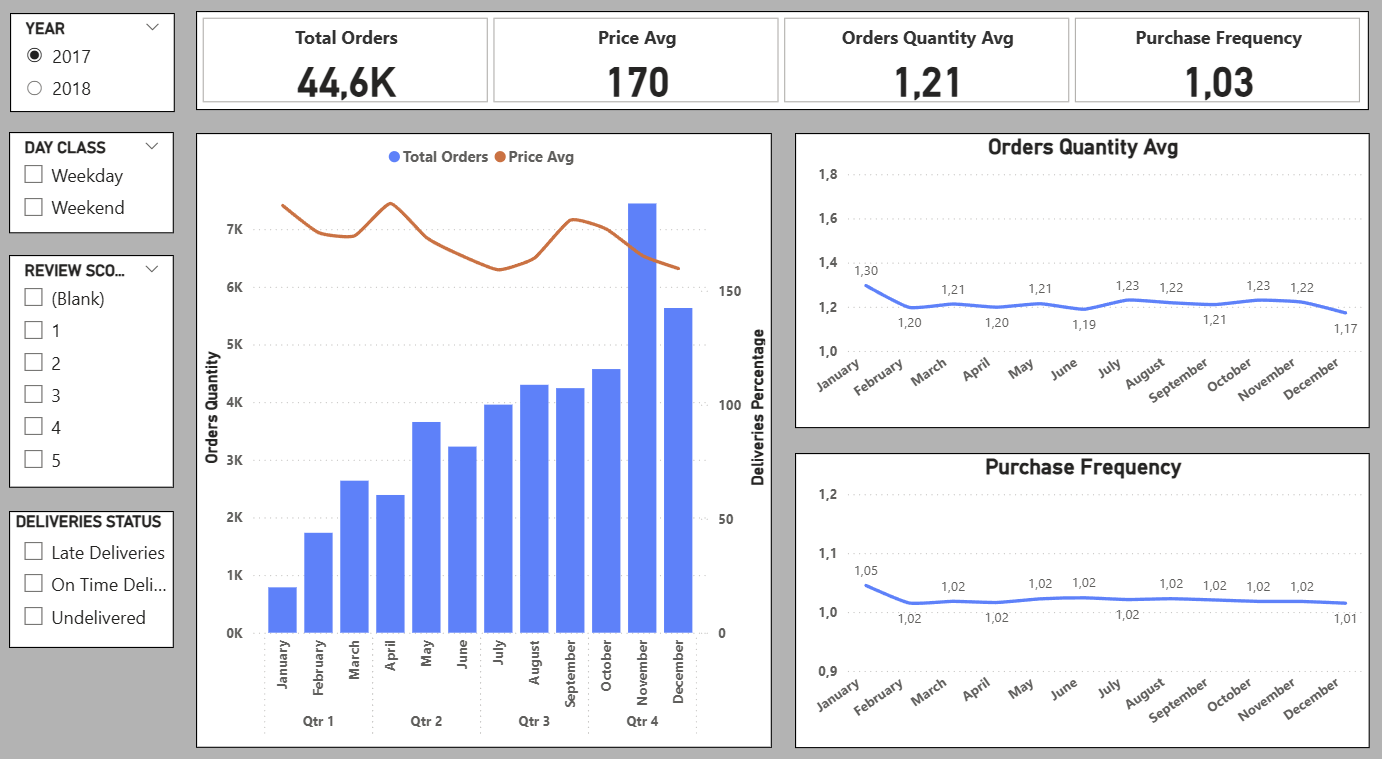 YEAR
2017
2018
DAY CLASS
Weekday
Weekend
REVIEW SCO...
(Blank)
1
2
3
4
5
DELIVERIES STATUS
Late Deliveries
On Time Deli...
Undelivered
Total Orders
44,6K
Price Avg
170
Orders Quantity Avg
1,21
Purchase Frequency
1,03
Total Orders Price Avg
Orders Quantity
7K
6K
5K
4K
3K
2K
1K
0K
150
100
50
0
Deliveries Percentage
January
February
March
April
May
June
July
August
September
October
November
December
Qtr 1
Qtr 2
Qtr 3
Qtr 4
Orders Quantity Avg
1,8
1,6
1,4
1,2
1,0
1,30
1,20
1,21
1,20
1,21
1,19
1,23
1,22
1,21
1,23
1,22
1,17
January
February
March
April
May
June
July
August
September
October
November
December
Purchase Frequency
1,2
1,1
1,0
0,9
1,05
1,02
1,02
1,02
1,02
1,02
1,02
1,02
1,02
1,02
1,02
1,01
January
February
March
April
May
June
July
August
September
October
November
December